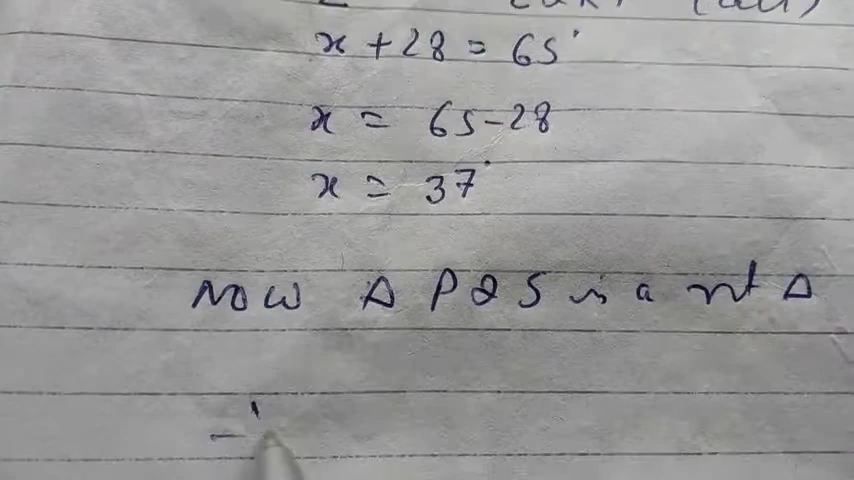 x + 28 = 65°
x = 65 - 28
x = 37°
Now Δ PQS is a rt Δ